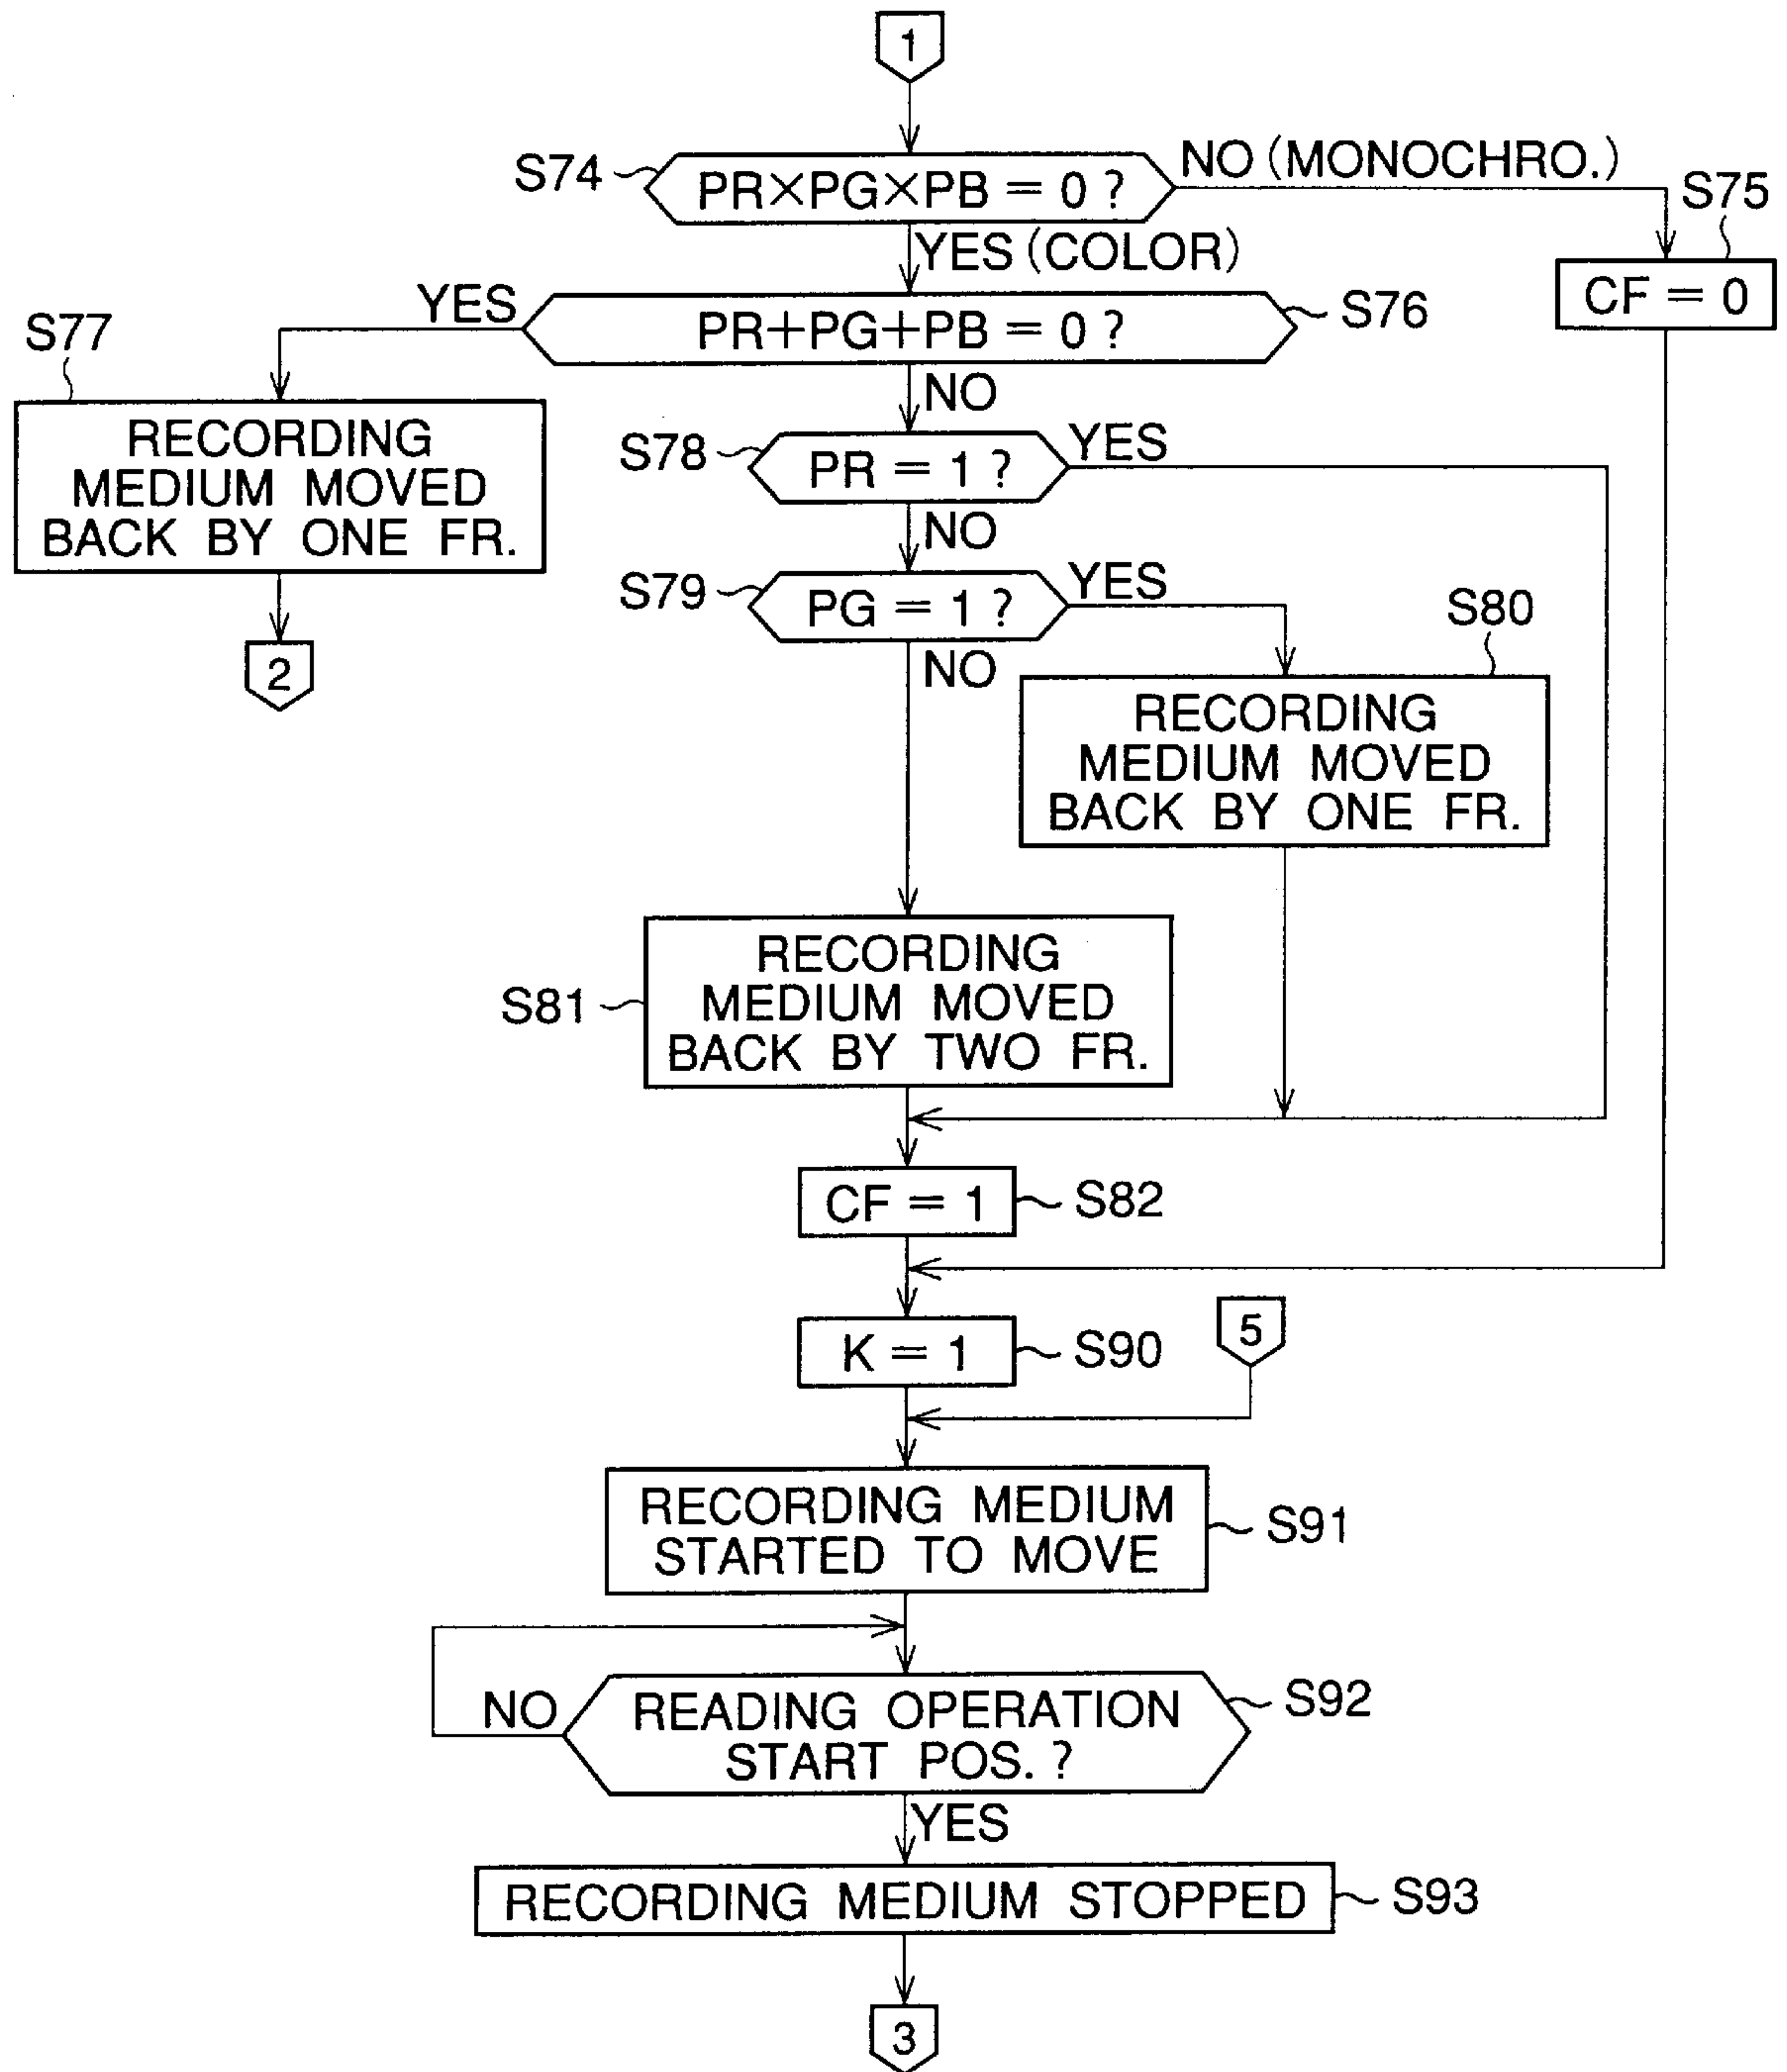 1
S74
PR×PG×PB = 0 ?
NO (MONOCHRO.)
S75
CF = 0
YES (COLOR)
YES
PR+PG+PB = 0 ?
S76
S77
RECORDING
MEDIUM MOVED
BACK BY ONE FR.
2
NO
S78
PR = 1 ?
YES
NO
S79
PG = 1 ?
YES
NO
S80
RECORDING
MEDIUM MOVED
BACK BY ONE FR.
S81
RECORDING
MEDIUM MOVED
BACK BY TWO FR.
CF = 1
S82
K = 1
S90
5
RECORDING MEDIUM
STARTED TO MOVE
S91
NO
READING OPERATION
START POS. ?
S92
YES
RECORDING MEDIUM STOPPED
S93
3